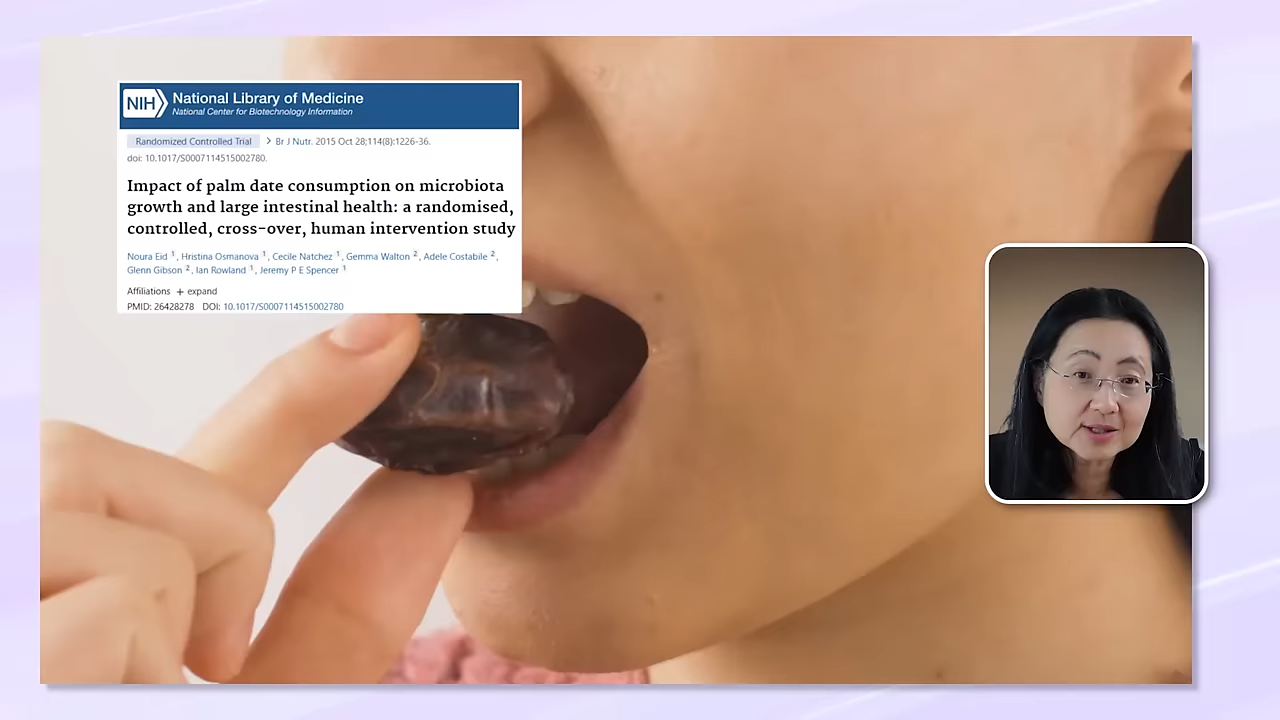 NIH National Library of Medicine
National Center for Biotechnology Information
Randomized Controlled Trial > Br J Nutr. 2015 Oct 28;114(8):1226-36.
doi: 10.1017/S0007114515002780.
Impact of palm date consumption on microbiota
growth and large intestinal health: a randomised,
controlled, cross-over, human intervention study
Noura Eid 1, Hristina Osmanova 1, Cecile Natchez 1, Gemma Walton 2, Adele Costabile 2,
Glenn Gibson 2, Ian Rowland 1, Jeremy P E Spencer 1
Affiliations + expand
PMID: 26428278 DOI: 10.1017/S0007114515002780